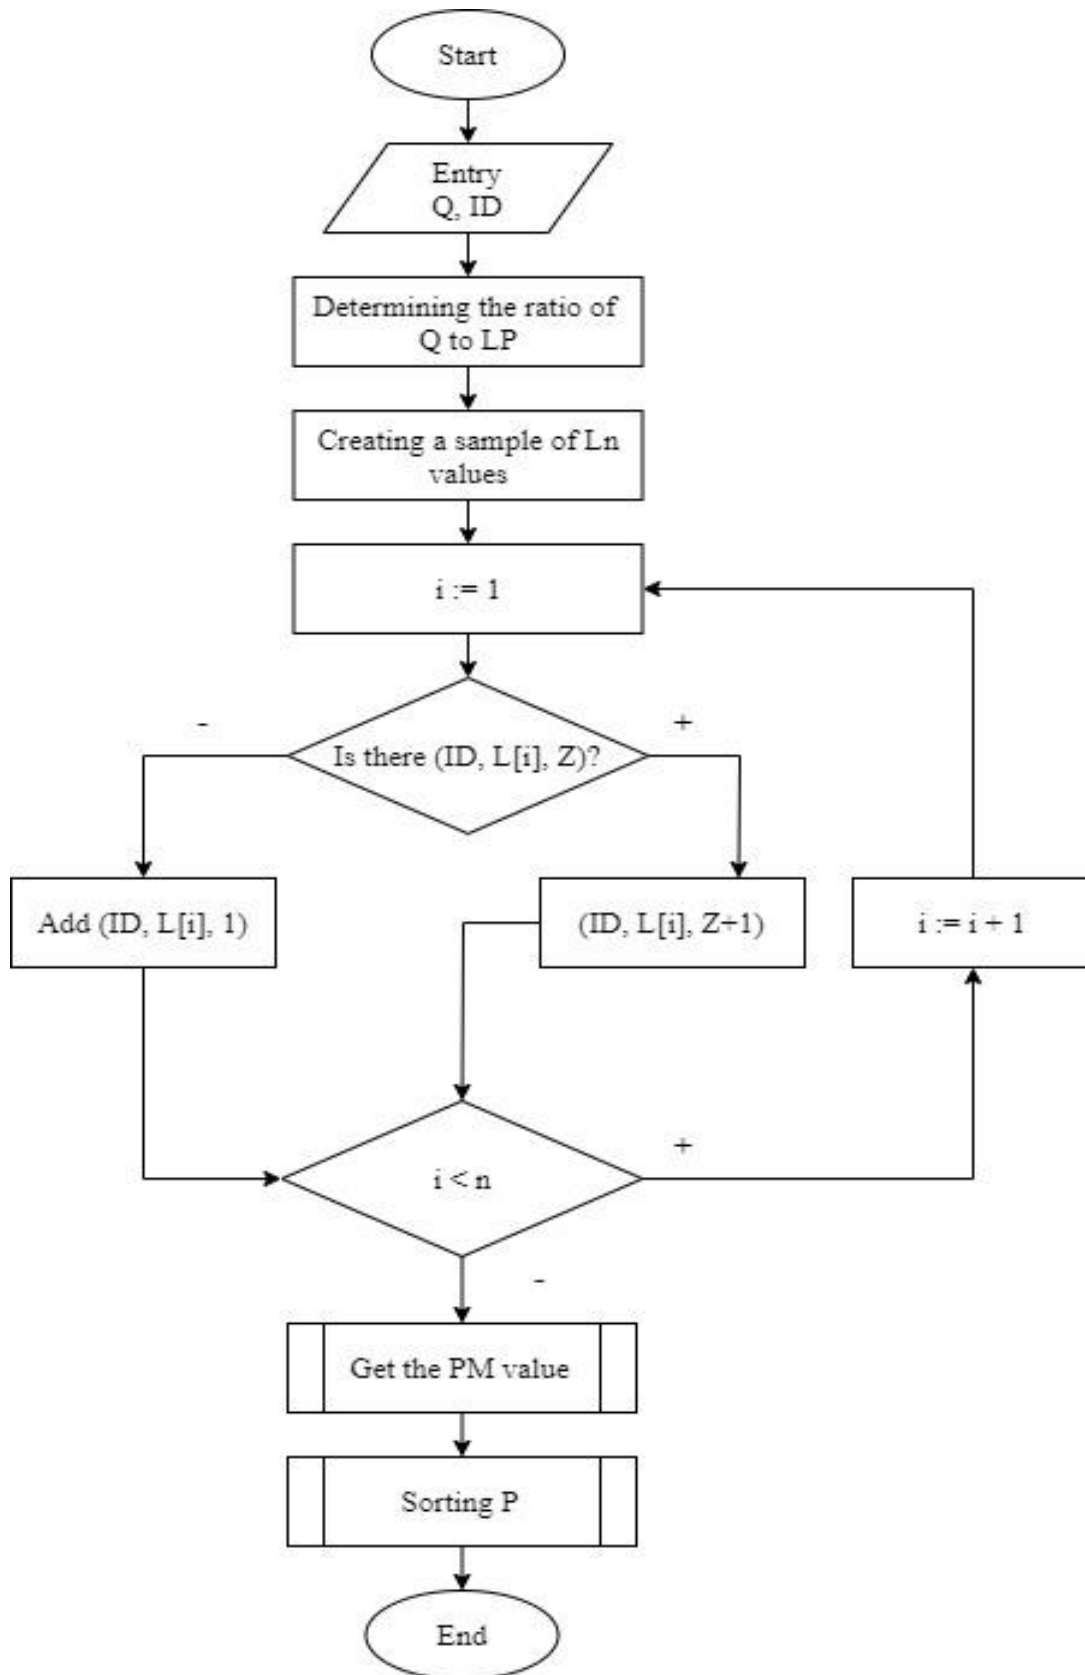 Start
Entry
Q, ID
Determining the ratio of
Q to LP
Creating a sample of Ln
values
i := 1
-
+
Is there (ID, L[i], Z)?
Add (ID, L[i], 1)
(ID, L[i], Z+1)
i := i + 1
+
i < n
-
Get the PM value
Sorting P
End